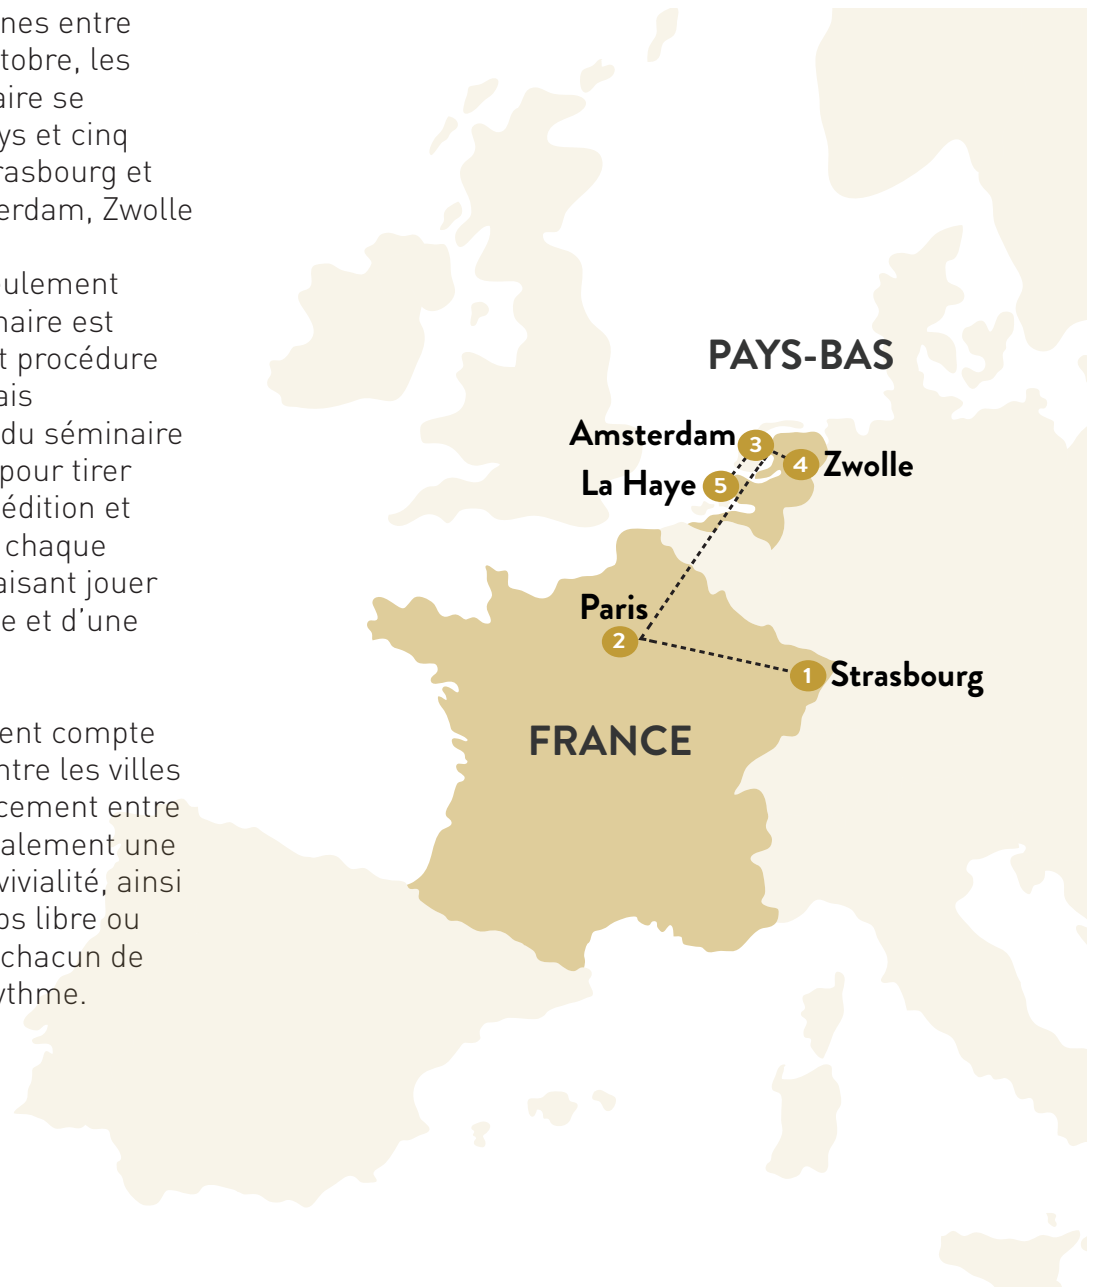 nes entre
tobre, les
aire se
ys et cinq
rasbourg et
erdam, Zwolle
ulement
naire est
t procédure
ais
du séminaire
pour tirer
édition et
chaque
aisant jouer
e et d'une
ent compte
ntre les villes
cement entre
alement une
vivialité, ainsi
ps libre ou
chacun de
ythme.
PAYS-BAS
Amsterdam 3
4 Zwolle
La Haye 5
Paris
2
1 Strasbourg
FRANCE